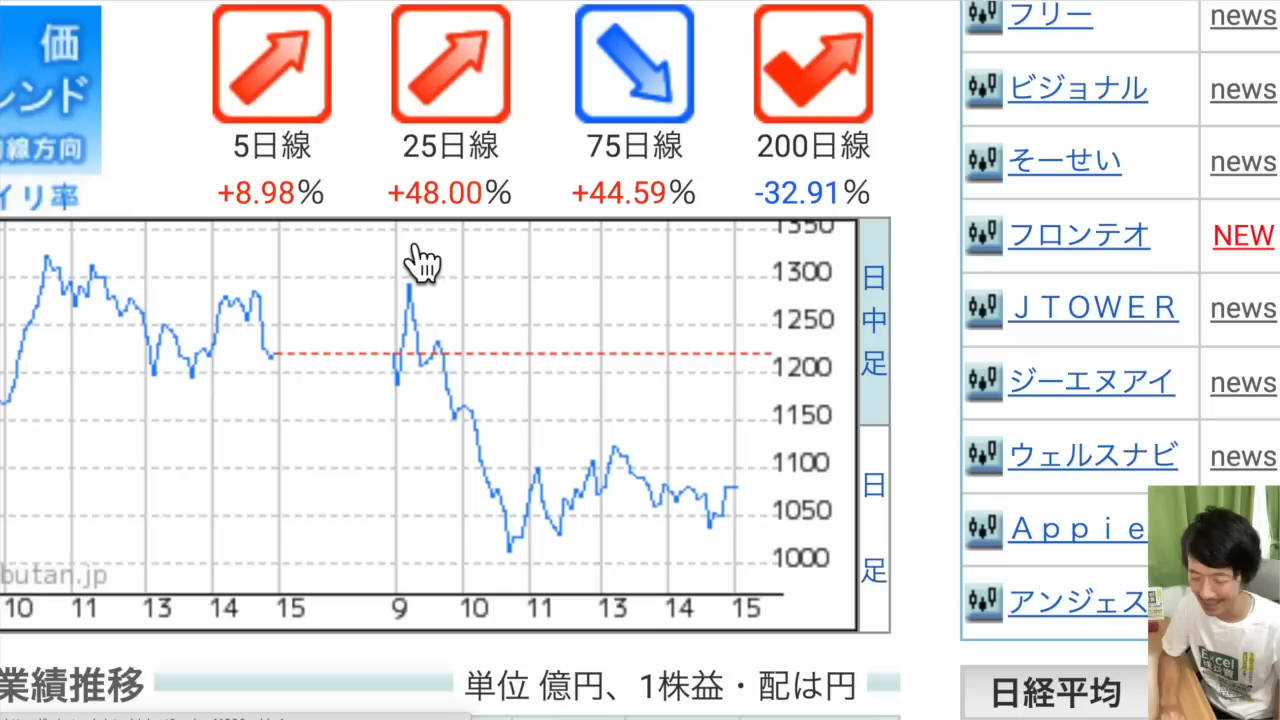 価
レンド
線方向
イリ率
5日線 25日線 75日線 200日線
+8.98% +48.00% +44.59% -32.91%
1350
1300
1250
1200
1150
1100
1050
1000
butan.jp
10 11 13 14 15 9 10 11 13 14 15
日中足
日足
業績推移
単位 億円、1株益・配は円
フリー news
ビジョナル news
そーせい news
フロンテオ NEW
ＪＴＯＷＥＲ news
ジーエヌアイ news
ウェルスナビ news
Ａｐｐｉｅ
アンジェス
日経平均
Excel